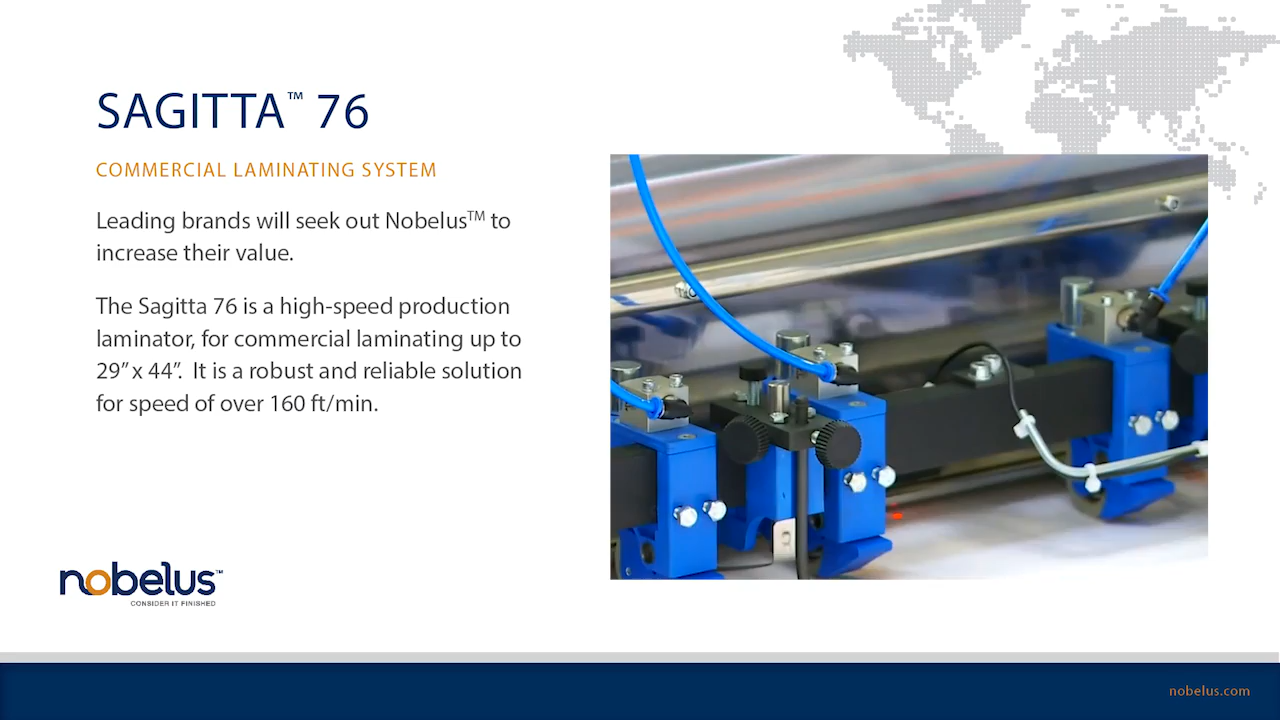 SAGITTA™ 76
COMMERCIAL LAMINATING SYSTEM
Leading brands will seek out Nobelus™ to
increase their value.
The Sagitta 76 is a high-speed production
laminator, for commercial laminating up to
29” x 44”.  It is a robust and reliable solution
for speed of over 160 ft/min.
nobelus™
CONSIDER IT FINISHED
nobelus.com